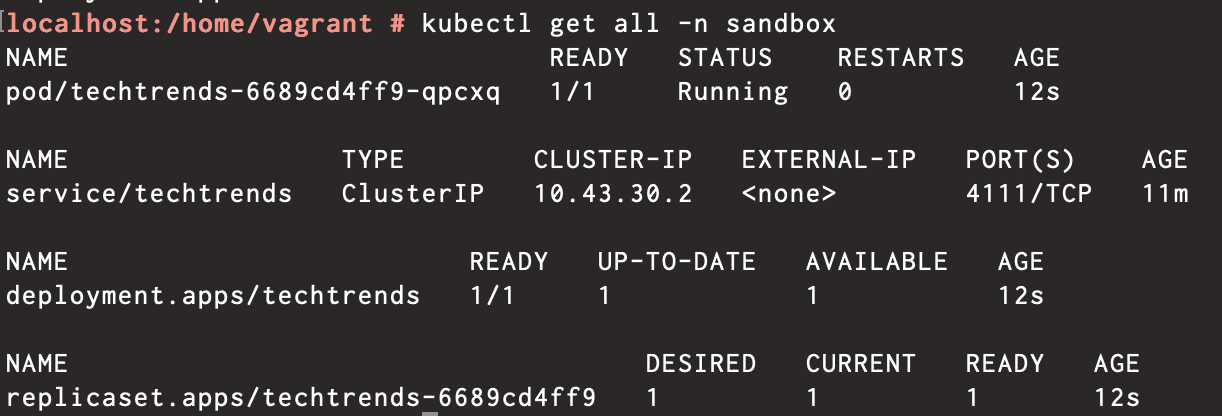 localhost:/home/vagrant # kubectl get all -n sandbox
NAME READY STATUS RESTARTS AGE
pod/techtrends-6689cd4ff9-qpcxq 1/1 Running 0 12s
NAME TYPE CLUSTER-IP EXTERNAL-IP PORT(S) AGE
service/techtrends ClusterIP 10.43.30.2 <none> 4111/TCP 11m
NAME READY UP-TO-DATE AVAILABLE AGE
deployment.apps/techtrends 1/1 1 1 12s
NAME DESIRED CURRENT READY AGE
replicaset.apps/techtrends-6689cd4ff9 1 1 1 12s